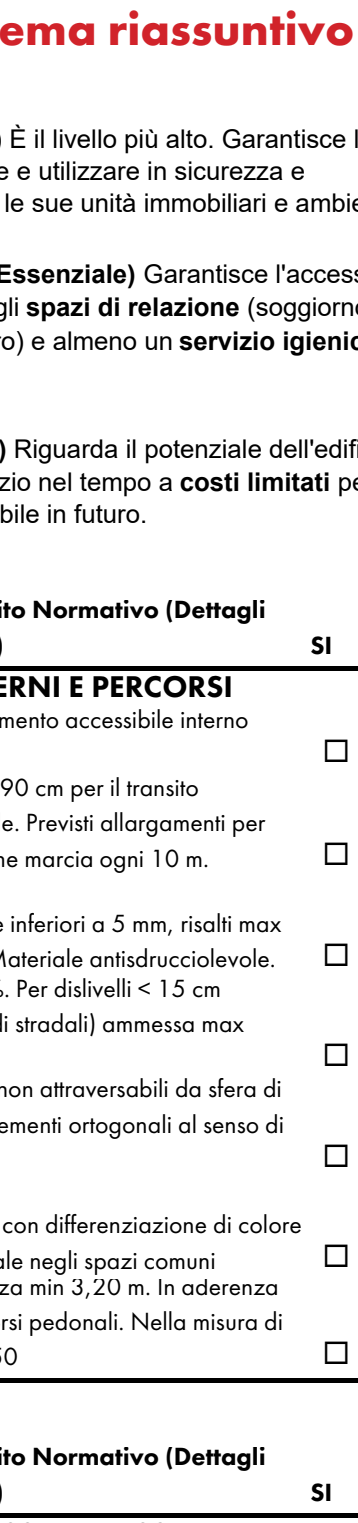 ema riassuntivo
) È il livello più alto. Garantisce l
e e utilizzare in sicurezza e
le sue unità immobiliari e ambie
Essenziale) Garantisce l'access
gli spazi di relazione (soggiorno
ro) e almeno un servizio igienic
) Riguarda il potenziale dell'edifi
zio nel tempo a costi limitati pe
bile in futuro.
ito Normativo (Dettagli
) SI
ERNI E PERCORSI
mento accessibile interno
90 cm per il transito
e. Previsti allargamenti per
ne marcia ogni 10 m.
e inferiori a 5 mm, risalti max
Materiale antisdrucciolevole.
%. Per dislivelli < 15 cm
di stradali) ammessa max
non attraversabili da sfera di
ementi ortogonali al senso di
con differenziazione di colore
ale negli spazi comuni
za min 3,20 m. In aderenza
rsi pedonali. Nella misura di
50
ito Normativo (Dettagli
) SI